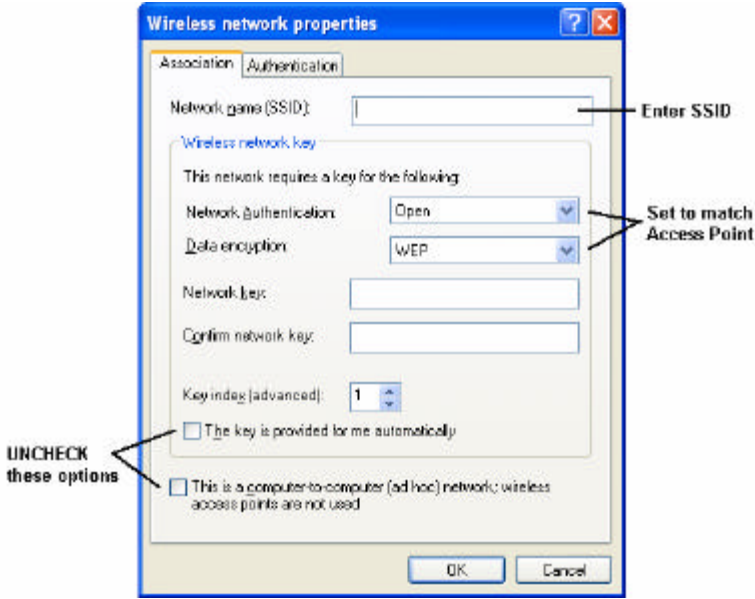 Wireless network properties
Association Authentication
Network name (SSID):
Enter SSID
Wireless network key
This network requires a key for the following:
Network Authentication:
Open
Set to match
Access Point
Data encryption:
WEP
Network key:
Confirm network key:
Key index (advanced):
1
The key is provided for me automatically
UNCHECK
these options
This is a computer-to-computer (ad hoc) network; wireless
access points are not used
OK Cancel